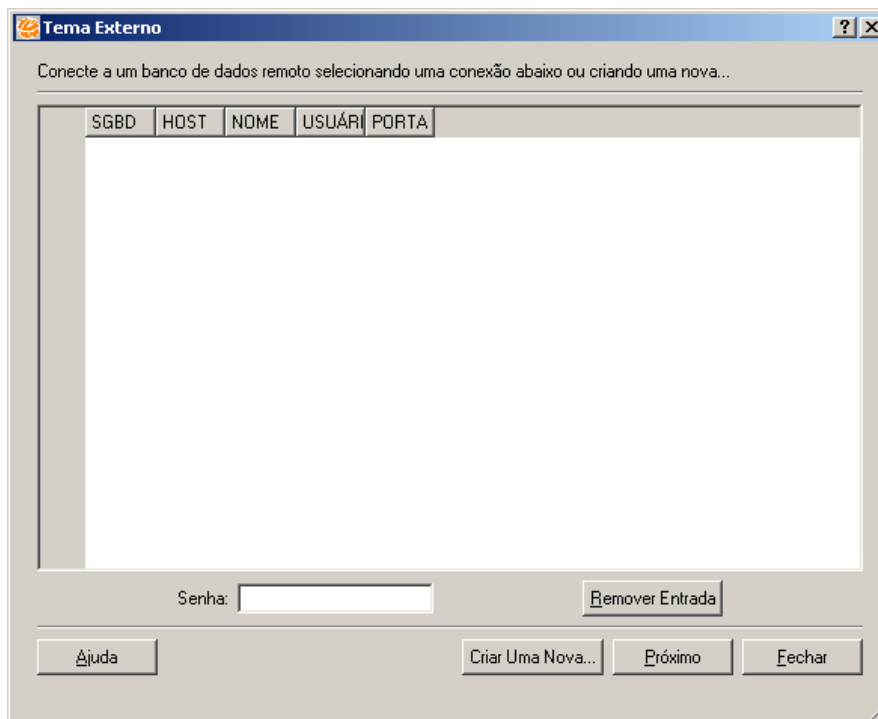 Tema Externo
Conecte a um banco de dados remoto selecionando uma conexão abaixo ou criando uma nova...
SGBD HOST NOME USUÁRI PORTA
Senha: Remover Entrada
Ajuda Criar Uma Nova... Próximo Fechar